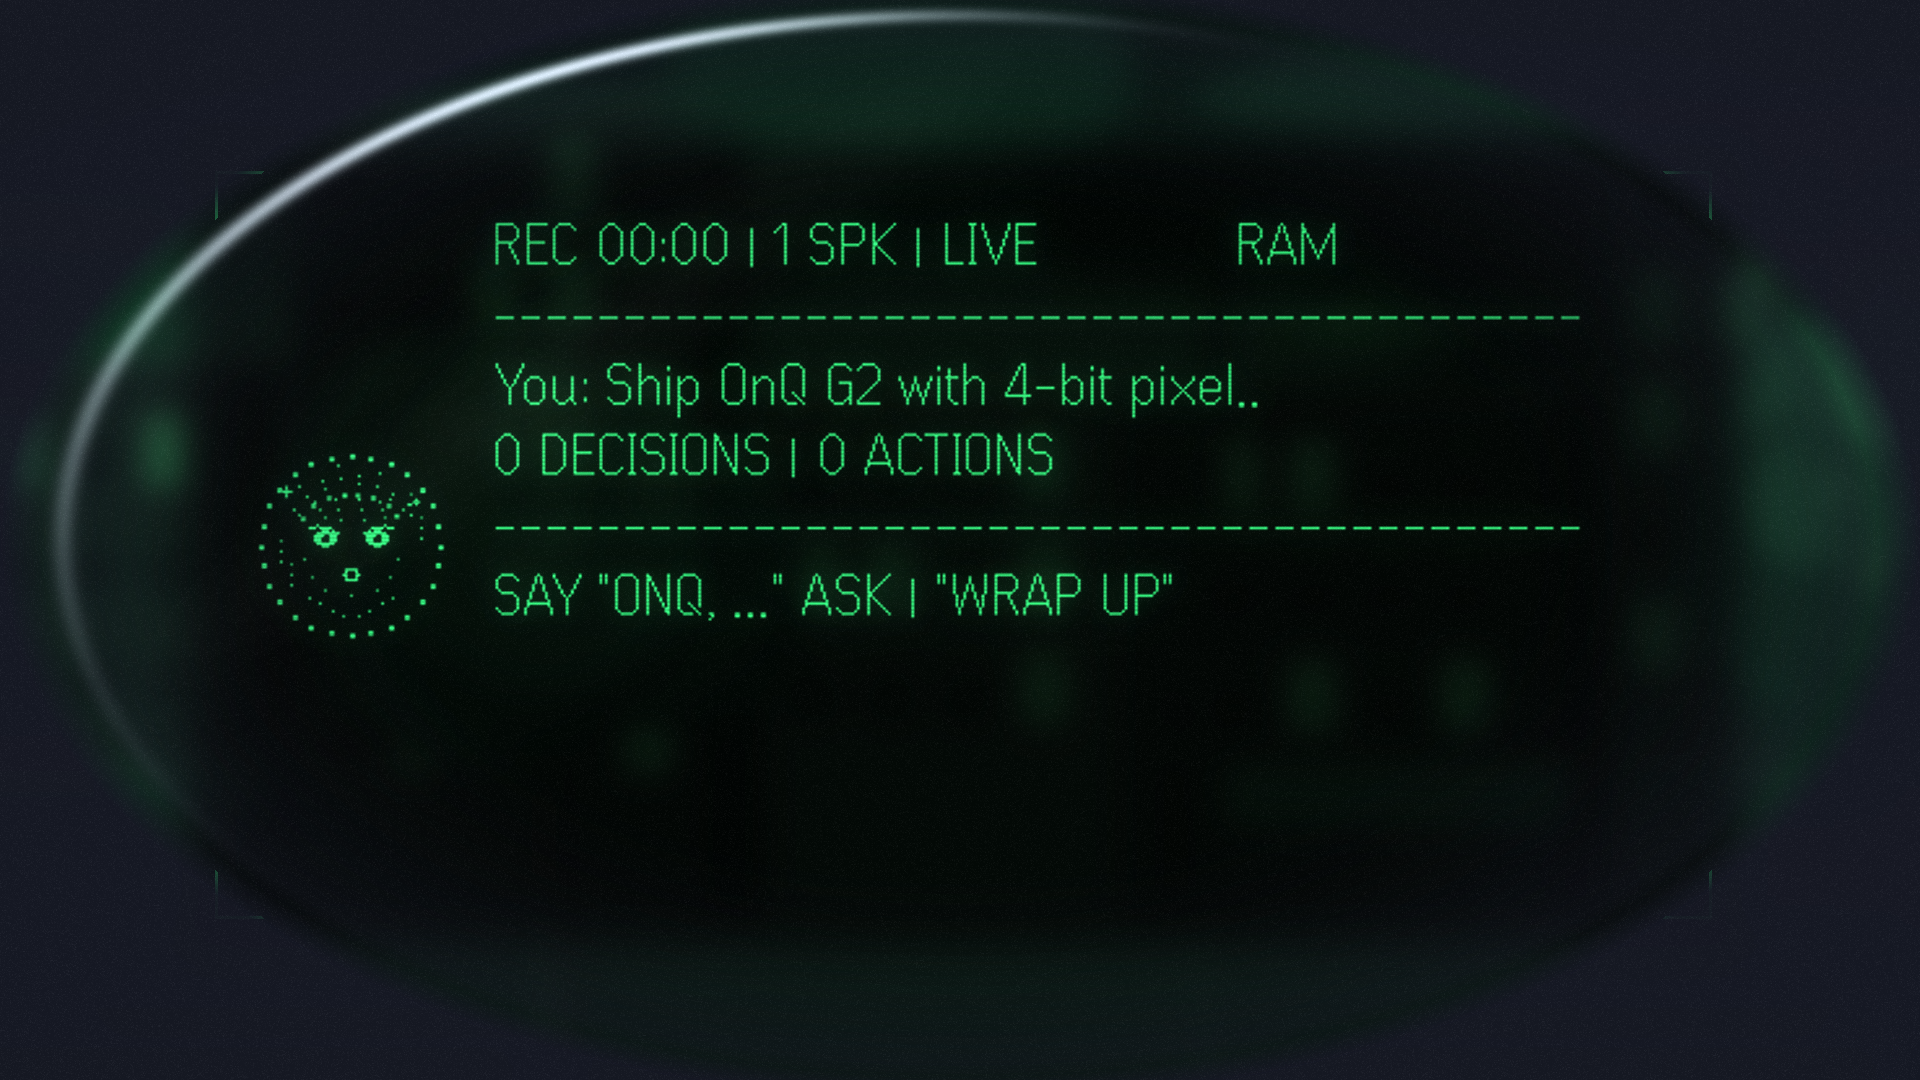 REC 00:00 | 1 SPK | LIVE RAM
You: Ship OnQ G2 with 4-bit pixel..
0 DECISIONS | 0 ACTIONS
SAY "ONQ, ..." ASK | "WRAP UP"